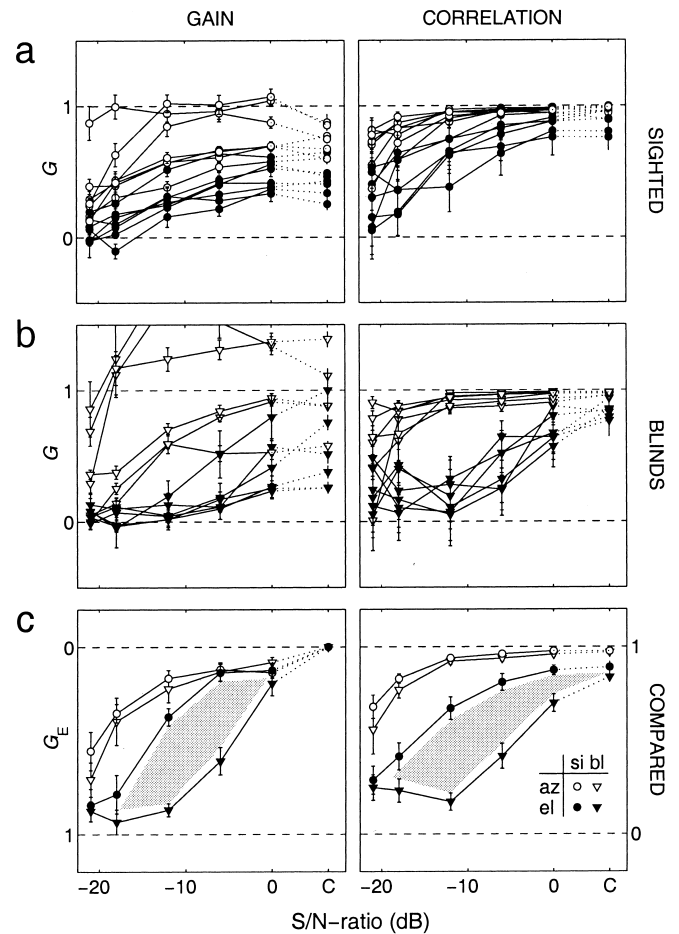 GAIN CORRELATION
a
1
G
0
SIGHTED
b
1
G
0
BLINDS
c
0
G_E
1
1
0
COMPARED
si bl
az
el
−20 −10 0 C −20 −10 0 C
S/N−ratio (dB)